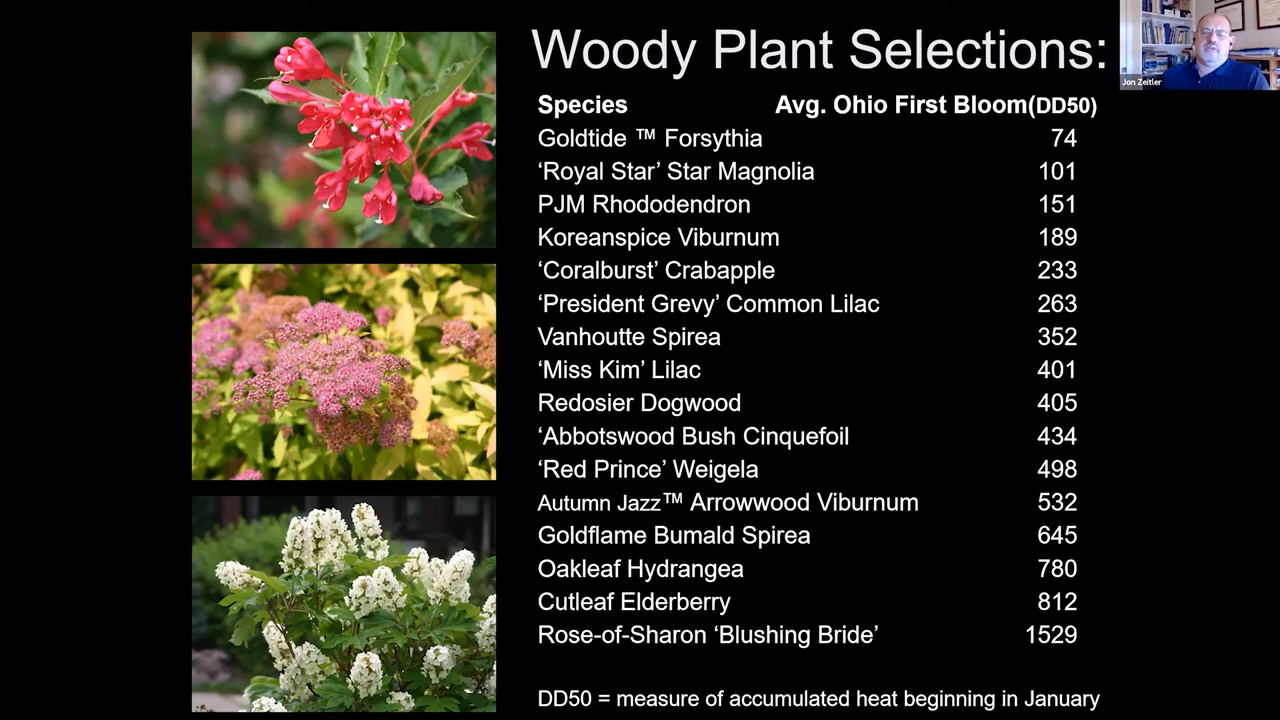 Woody Plant Selections:
Jon Zeitler
Species Avg. Ohio First Bloom(DD50)
Goldtide ™ Forsythia 74
‘Royal Star’ Star Magnolia 101
PJM Rhododendron 151
Koreanspice Viburnum 189
‘Coralburst’ Crabapple 233
‘President Grevy’ Common Lilac 263
Vanhoutte Spirea 352
‘Miss Kim’ Lilac 401
Redosier Dogwood 405
‘Abbotswood Bush Cinquefoil 434
‘Red Prince’ Weigela 498
Autumn Jazz™ Arrowwood Viburnum 532
Goldflame Bumald Spirea 645
Oakleaf Hydrangea 780
Cutleaf Elderberry 812
Rose-of-Sharon ‘Blushing Bride’ 1529
DD50 = measure of accumulated heat beginning in January